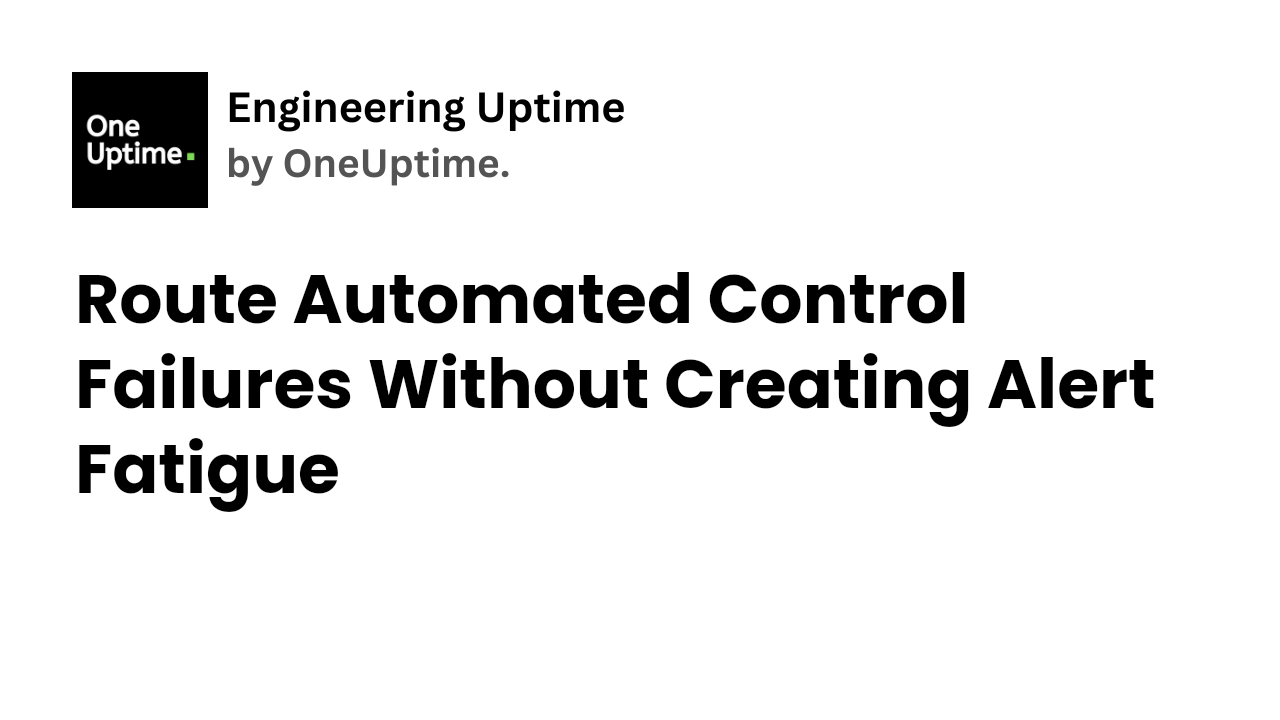 One
Uptime.
Engineering Uptime
by OneUptime.
Route Automated Control
Failures Without Creating Alert
Fatigue